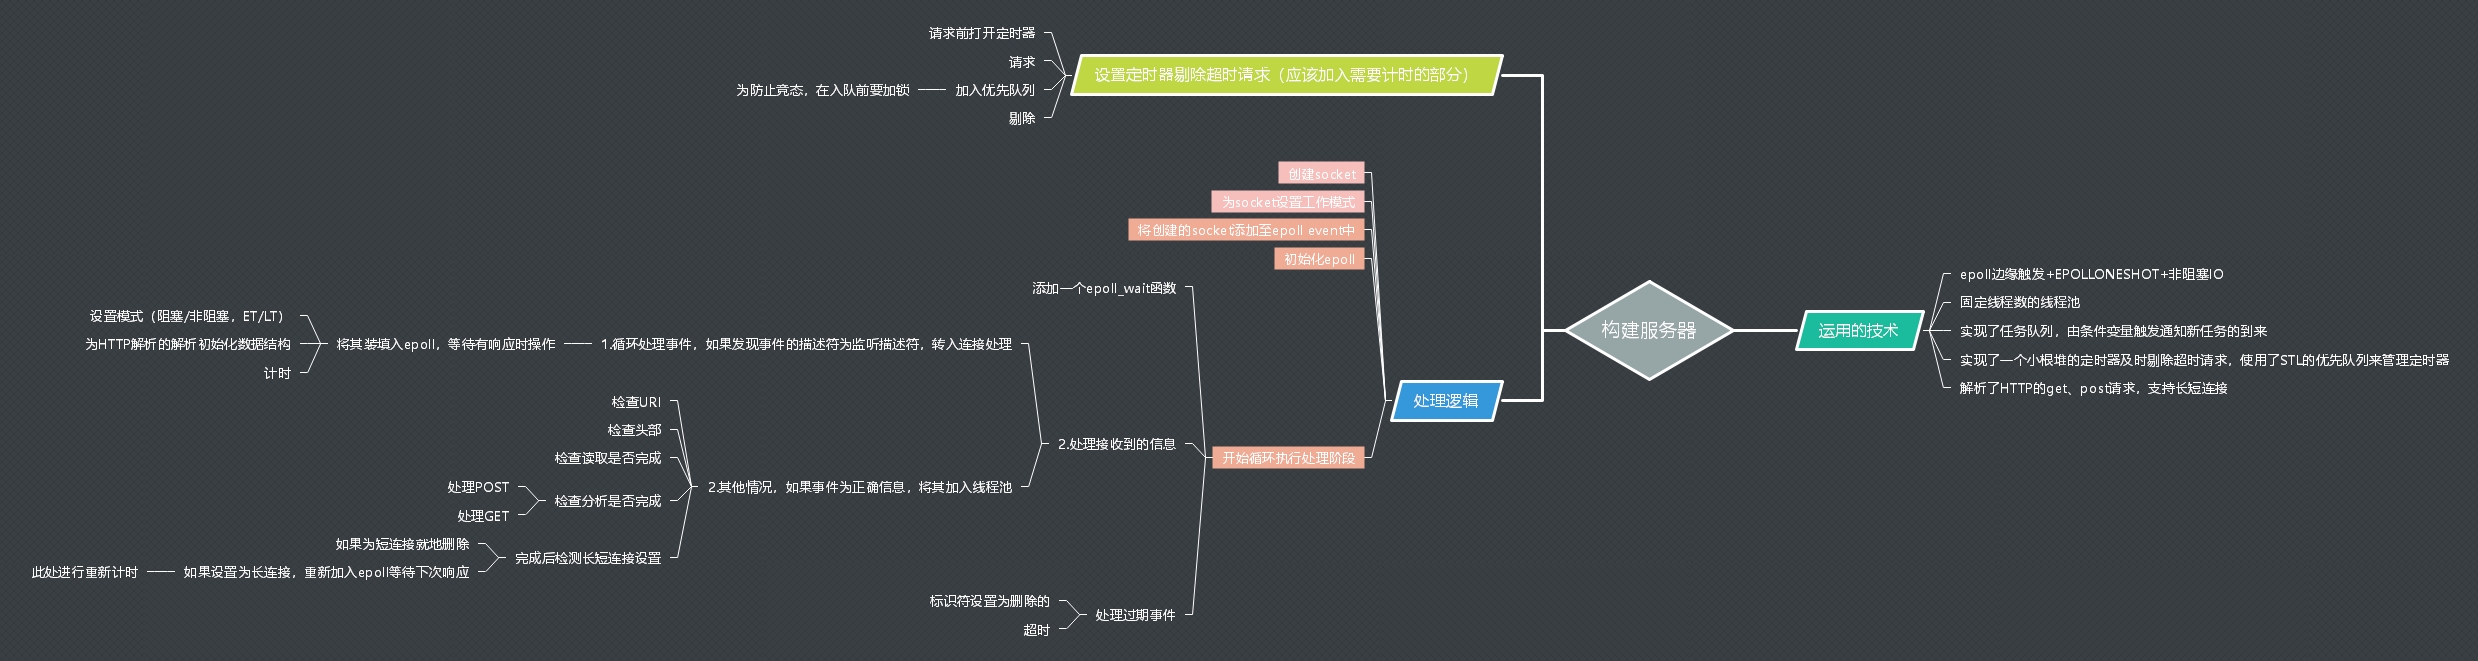 构建服务器
设置定时器剔除超时请求（应该加入需要计时的部分）
请求前打开定时器
请求
加入优先队列
为防止竞态，在入队前要加锁
剔除
处理逻辑
创建socket
为socket设置工作模式
将创建的socket添加至epoll event中
初始化epoll
开始循环执行处理阶段
添加一个epoll_wait函数
2.处理接收到的信息
1.循环处理事件，如果发现事件的描述符为监听描述符，转入连接处理
将其装填入epoll，等待有响应时操作
设置模式（阻塞/非阻塞，ET/LT）
为HTTP解析的解析初始化数据结构
计时
2.其他情况，如果事件为正确信息，将其加入线程池
检查URI
检查头部
检查读取是否完成
检查分析是否完成
处理POST
处理GET
完成后检测长短连接设置
如果为短连接就地删除
如果设置为长连接，重新加入epoll等待下次响应
此处进行重新计时
处理过期事件
标识符设置为删除的
超时
运用的技术
epoll边缘触发+EPOLLONESHOT+非阻塞IO
固定线程数的线程池
实现了任务队列，由条件变量触发通知新任务的到来
实现了一个小根堆的定时器及时剔除超时请求，使用了STL的优先队列来管理定时器
解析了HTTP的get、post请求，支持长短连接